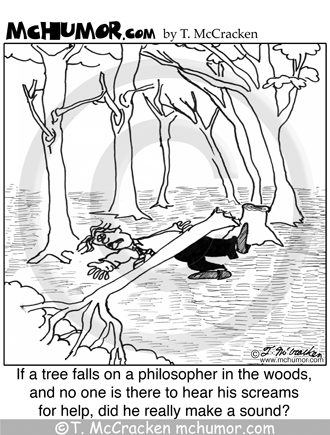 McHUMOR.com by T. McCracken
T. McCracken
© www.mchumor.com
If a tree falls on a philosopher in the woods,
and no one is there to hear his screams
for help, did he really make a sound?
©T. McCracken mchumor.com